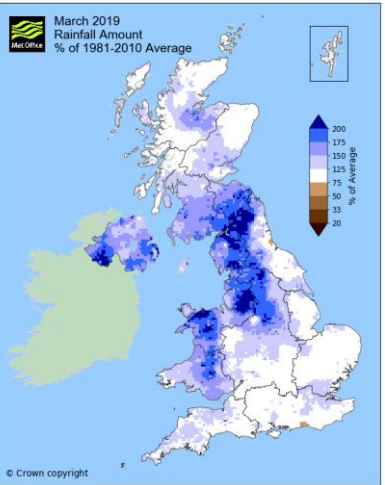 Met Office
March 2019
Rainfall Amount
% of 1981-2010 Average
200
175
150
125
75
50
33
20
% of Average
© Crown copyright